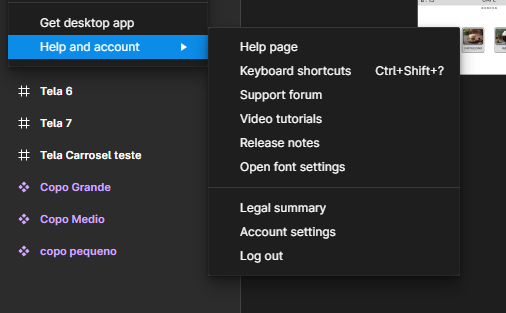 Get desktop app
Help and account
Help page
Keyboard shortcuts Ctrl+Shift+?
Support forum
Video tutorials
Release notes
Open font settings
Legal summary
Account settings
Log out
Tela 6
Tela 7
Tela Carrosel teste
Copo Grande
Copo Medio
copo pequeno